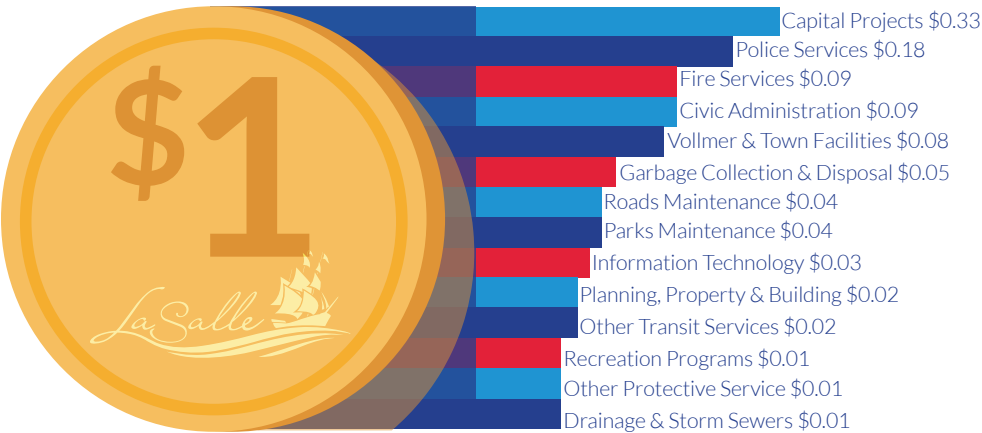 $1
LaSalle
Capital Projects $0.33
Police Services $0.18
Fire Services $0.09
Civic Administration $0.09
Vollmer & Town Facilities $0.08
Garbage Collection & Disposal $0.05
Roads Maintenance $0.04
Parks Maintenance $0.04
Information Technology $0.03
Planning, Property & Building $0.02
Other Transit Services $0.02
Recreation Programs $0.01
Other Protective Service $0.01
Drainage & Storm Sewers $0.01